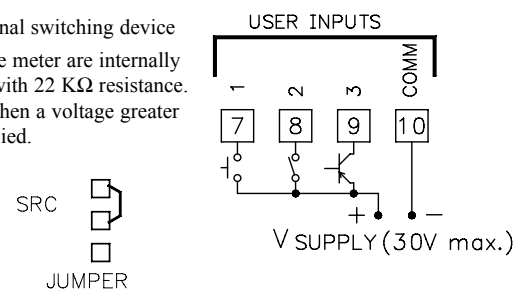 nal switching device
e meter are internally
with 22 KΩ resistance.
hen a voltage greater
ied.
USER INPUTS
1 2 3 COMM
7 8 9 10
+ −
V SUPPLY (30V max.)
SRC
JUMPER